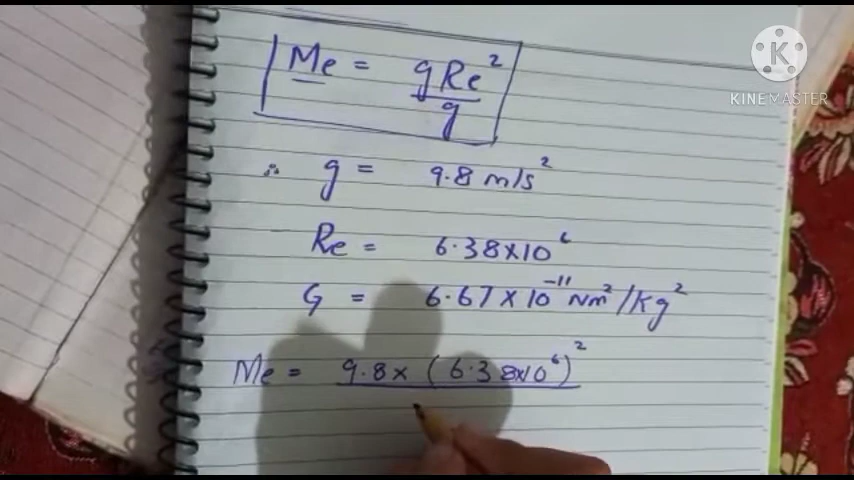 Me = gRe²/g
∴ g = 9.8 m/s²
Re = 6.38×10⁶
G = 6.67 × 10⁻¹¹ Nm²/Kg²
Me = 9.8 × (6.38×10⁶)²
K
KINEMASTER